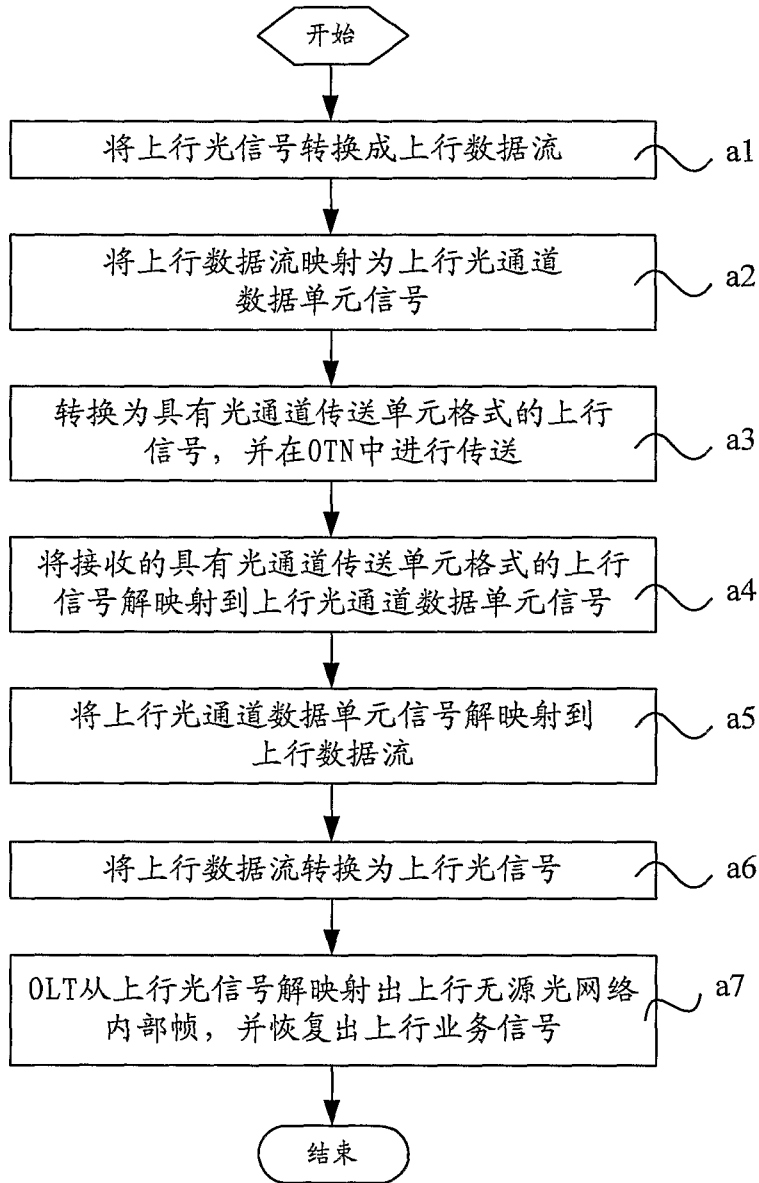 开始
将上行光信号转换成上行数据流
a1
将上行数据流映射为上行光通道
数据单元信号
a2
转换为具有光通道传送单元格式的上行
信号，并在OTN中进行传送
a3
将接收的具有光通道传送单元格式的上行
信号解映射到上行光通道数据单元信号
a4
将上行光通道数据单元信号解映射到
上行数据流
a5
将上行数据流转换为上行光信号
a6
OLT从上行光信号解映射出上行无源光网络
内部帧，并恢复出上行业务信号
a7
结束